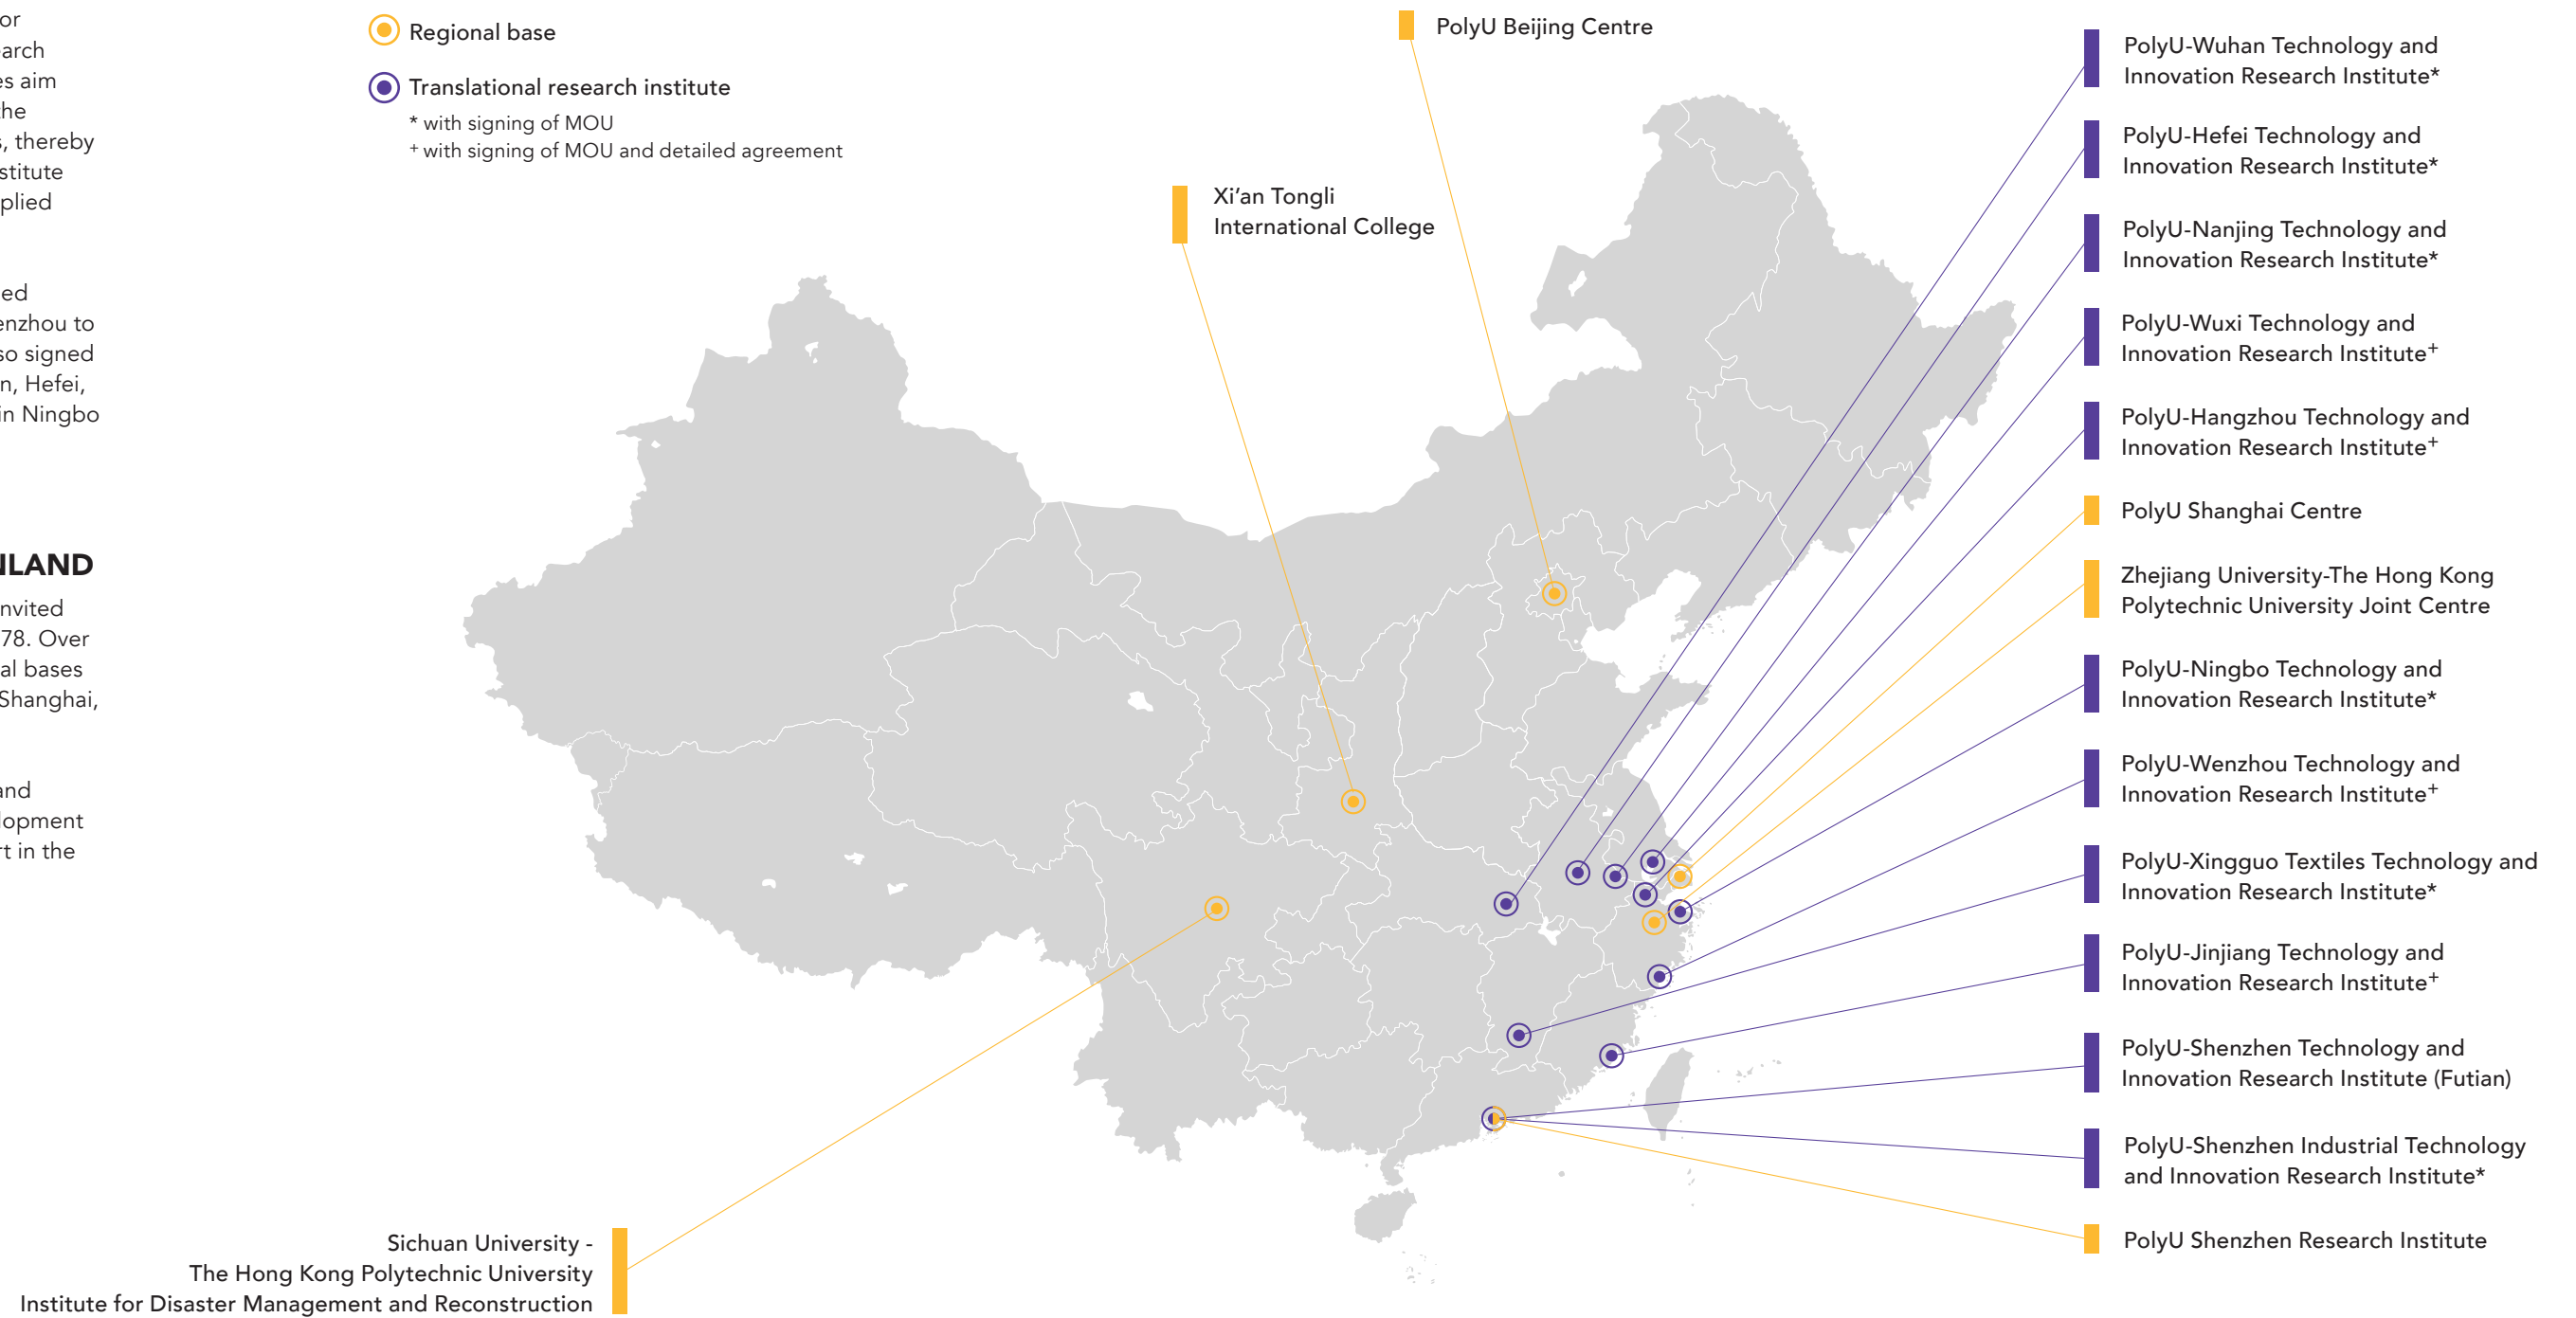 or
earch
es aim
the
s, thereby
stitute
plied
ed
enzhou to
so signed
n, Hefei,
in Ningbo
NLAND
nvited
78. Over
al bases
Shanghai,
and
lopment
rt in the
Regional base
Translational research institute
* with signing of MOU
+ with signing of MOU and detailed agreement
PolyU Beijing Centre
Xi’an Tongli
International College
PolyU-Wuhan Technology and
Innovation Research Institute*
PolyU-Hefei Technology and
Innovation Research Institute*
PolyU-Nanjing Technology and
Innovation Research Institute*
PolyU-Wuxi Technology and
Innovation Research Institute+
PolyU-Hangzhou Technology and
Innovation Research Institute+
PolyU Shanghai Centre
Zhejiang University-The Hong Kong
Polytechnic University Joint Centre
PolyU-Ningbo Technology and
Innovation Research Institute*
PolyU-Wenzhou Technology and
Innovation Research Institute+
PolyU-Xingguo Textiles Technology and
Innovation Research Institute*
PolyU-Jinjiang Technology and
Innovation Research Institute+
PolyU-Shenzhen Technology and
Innovation Research Institute (Futian)
PolyU-Shenzhen Industrial Technology
and Innovation Research Institute*
PolyU Shenzhen Research Institute
Sichuan University -
The Hong Kong Polytechnic University
Institute for Disaster Management and Reconstruction